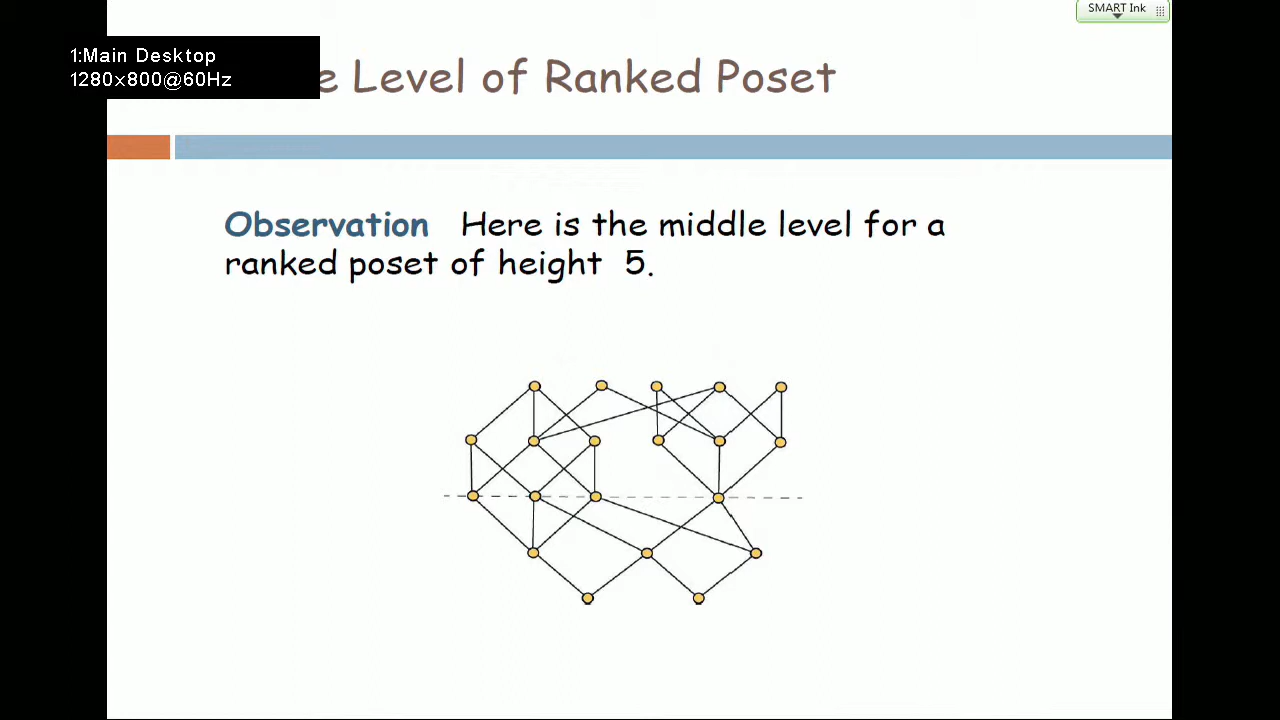 SMART Ink
1:Main Desktop
1280x800@60Hz
Level of Ranked Poset
Observation Here is the middle level for a
ranked poset of height 5.